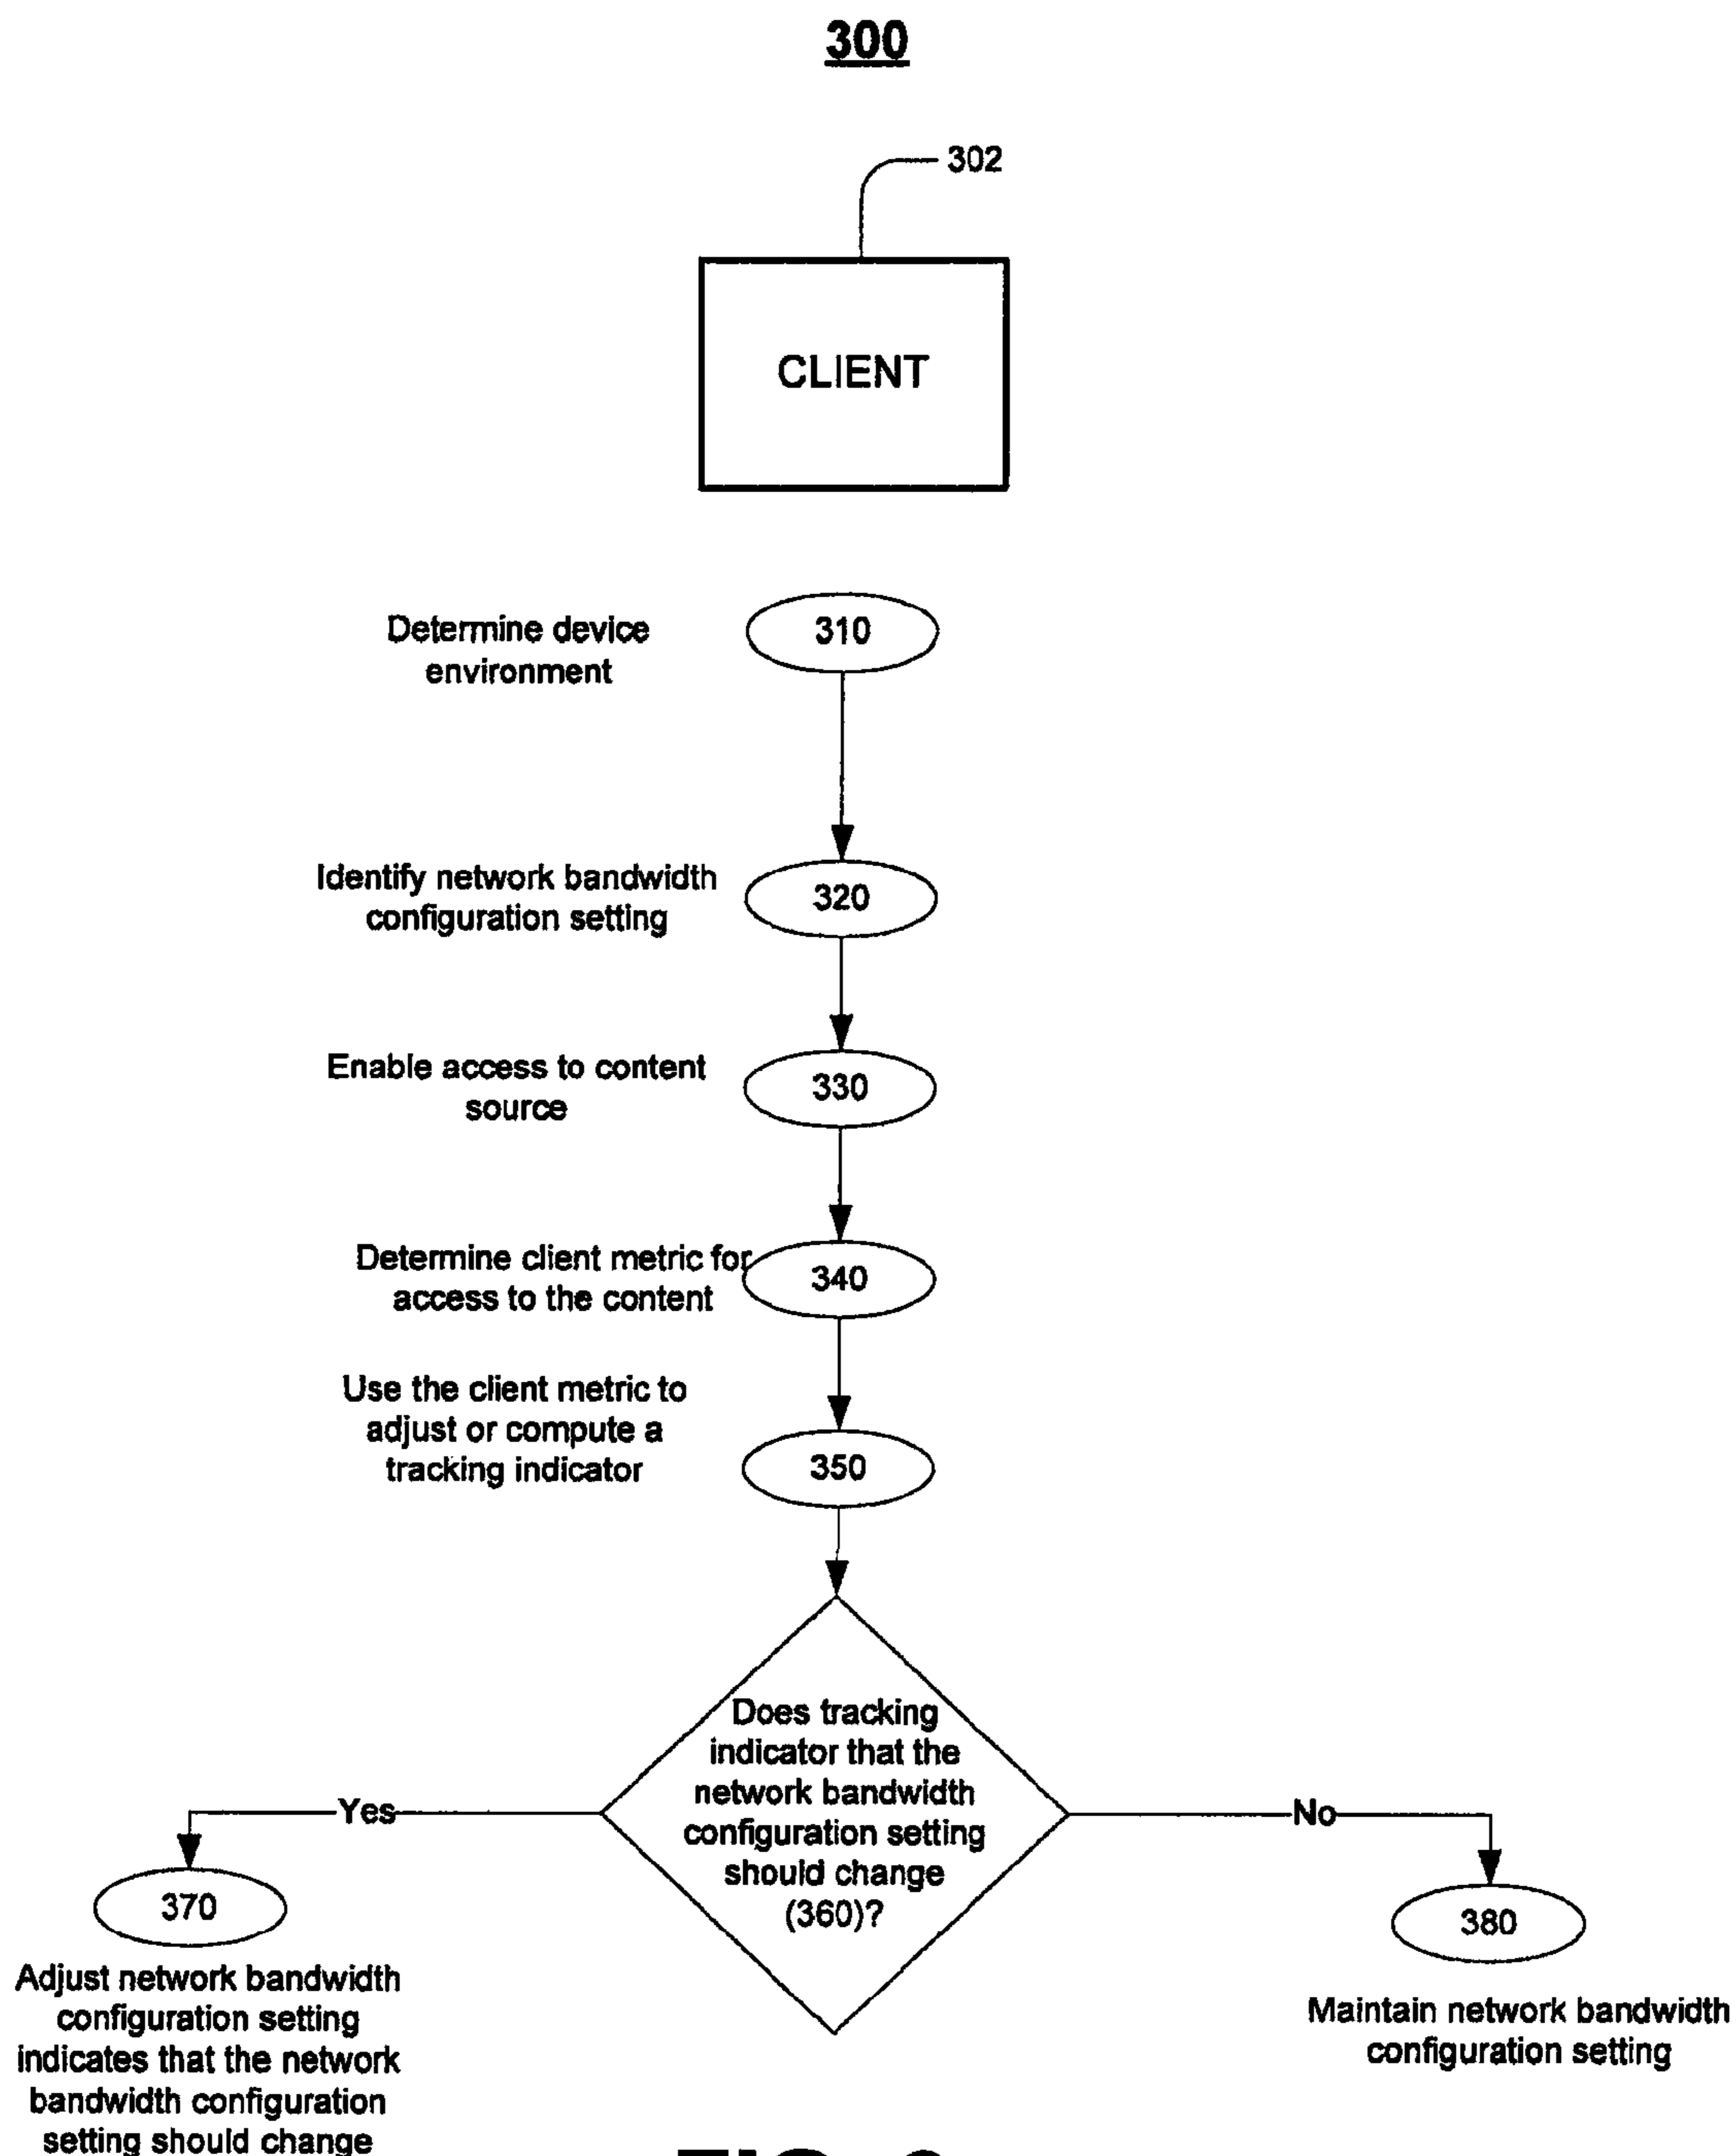 300
302
CLIENT
Determine device
environment
310
Identify network bandwidth
configuration setting
320
Enable access to content
source
330
Determine client metric for
access to the content
340
Use the client metric to
adjust or compute a
tracking indicator
350
Does tracking
indicator that the
network bandwidth
configuration setting
should change
(360)?
Yes
No
370
Adjust network bandwidth
configuration setting
indicates that the network
bandwidth configuration
setting should change
380
Maintain network bandwidth
configuration setting